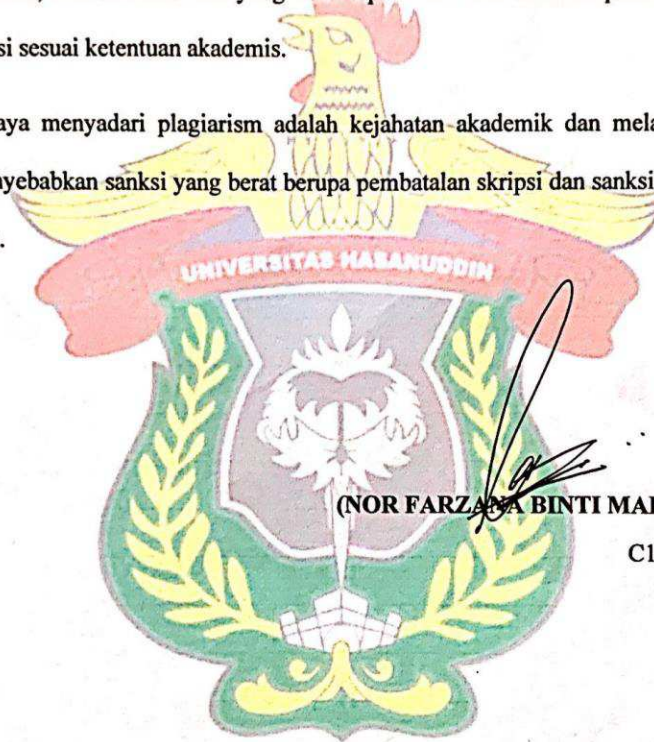 si sesuai ketentuan akademis.
aya menyadari plagiarism adalah kejahatan akademik dan mela
yebabkan sanksi yang berat berupa pembatalan skripsi dan sanksi
.
UNIVERSITAS HASANUDDIN
(NOR FARZANA BINTI MA
C1